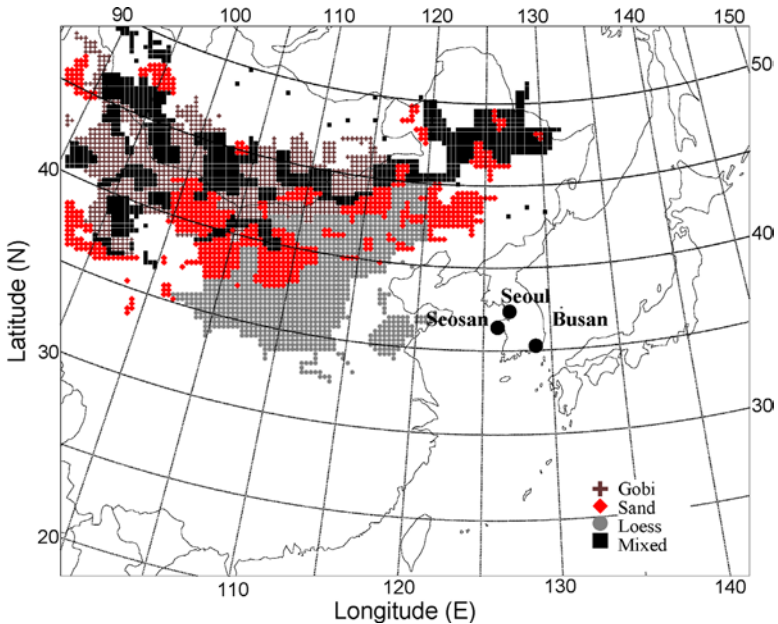 90 100 110 120 130 140 150
50
40
40
Seoul
Seosan Busan
30
30
20
Gobi
Sand
Loess
Mixed
110 120 130 140
Latitude (N)
Longitude (E)